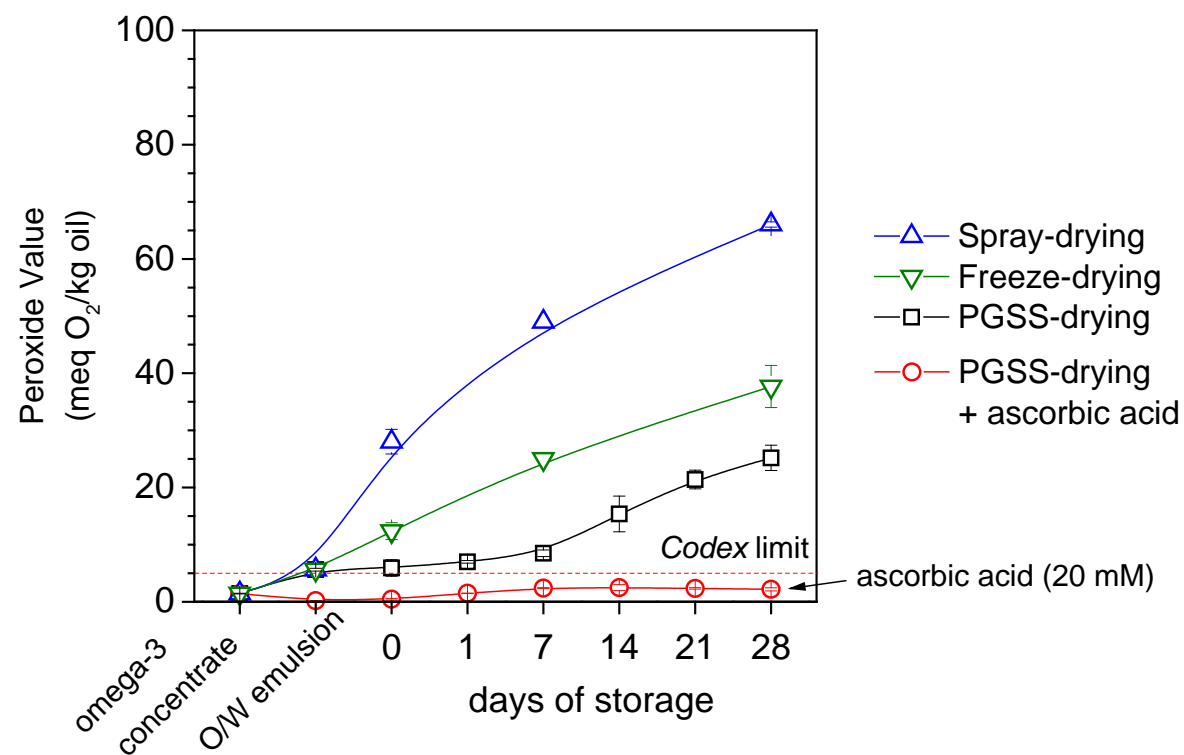 Peroxide Value
(meq O₂/kg oil)
100
80
60
40
20
0
omega-3
concentrate
O/W emulsion
0
1
7
14
21
28
days of storage
Codex limit
ascorbic acid (20 mM)
Spray-drying
Freeze-drying
PGSS-drying
PGSS-drying
+ ascorbic acid